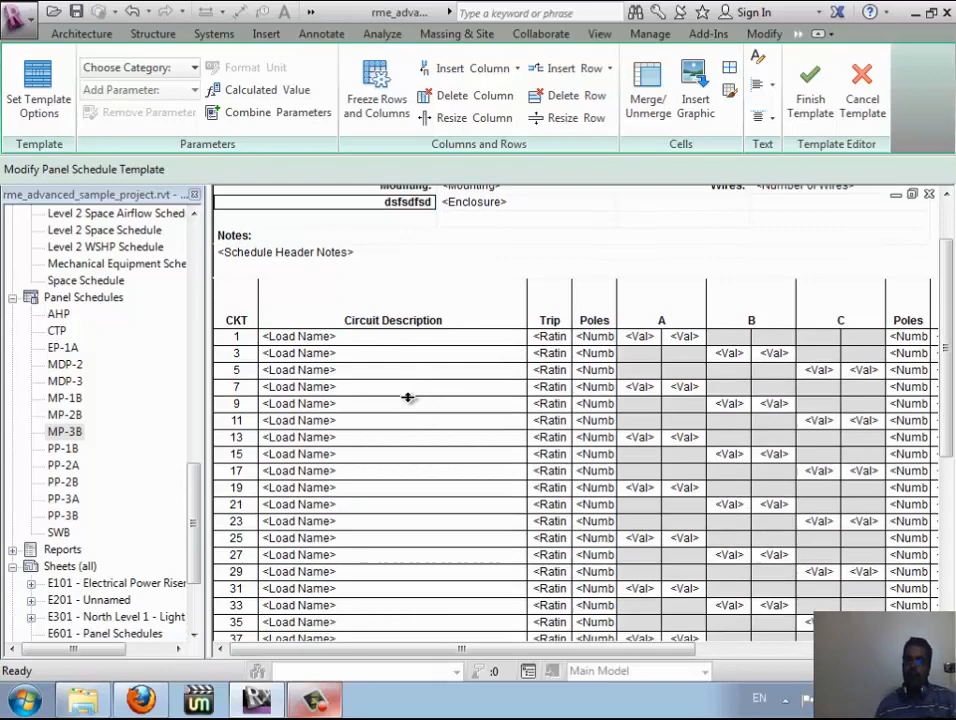 rme_adva...
Type a keyword or phrase
Sign In
Architecture Structure Systems Insert Annotate Analyze Massing & Site Collaborate View Manage Add-Ins Modify
Choose Category:
Add Parameter:
Remove Parameter
Format Unit
Calculated Value
Combine Parameters
Set Template Options
Freeze Rows and Columns
Insert Column
Delete Column
Resize Column
Insert Row
Delete Row
Resize Row
Merge/ Unmerge
Insert Graphic
Finish Template
Cancel Template
Template Parameters Columns and Rows Cells Text Template Editor
Modify Panel Schedule Template
rme_advanced_sample_project.rvt - ...
Level 2 Space Airflow Sched
Level 2 Space Schedule
Level 2 WSHP Schedule
Mechanical Equipment Sche
Space Schedule
Panel Schedules
AHP
CTP
EP-1A
MDP-2
MDP-3
MP-1B
MP-2B
MP-3B
PP-1B
PP-2A
PP-2B
PP-3A
PP-3B
SWB
Reports
Sheets (all)
E101 - Electrical Power Riser
E201 - Unnamed
E301 - North Level 1 - Light
E601 - Panel Schedules
Mounting: <Mounting> Wires: <Number of Wires>
dsfsdfsd <Enclosure>
Notes:
<Schedule Header Notes>
CKT Circuit Description Trip Poles A B C Poles
1 <Load Name> <Ratin <Numb <Val> <Val> <Numb
3 <Load Name> <Ratin <Numb <Val> <Val> <Numb
5 <Load Name> <Ratin <Numb <Val> <Val> <Numb
7 <Load Name> <Ratin <Numb <Val> <Val> <Numb
9 <Load Name> <Ratin <Numb <Val> <Val> <Numb
11 <Load Name> <Ratin <Numb <Val> <Val> <Numb
13 <Load Name> <Ratin <Numb <Val> <Val> <Numb
15 <Load Name> <Ratin <Numb <Val> <Val> <Numb
17 <Load Name> <Ratin <Numb <Val> <Val> <Numb
19 <Load Name> <Ratin <Numb <Val> <Val> <Numb
21 <Load Name> <Ratin <Numb <Val> <Val> <Numb
23 <Load Name> <Ratin <Numb <Val> <Val> <Numb
25 <Load Name> <Ratin <Numb <Val> <Val> <Numb
27 <Load Name> <Ratin <Numb <Val> <Val> <Numb
29 <Load Name> <Ratin <Numb <Val> <Val> <Numb
31 <Load Name> <Ratin <Numb <Val> <Val> <Numb
33 <Load Name> <Ratin <Numb <Val> <Val> <Numb
35 <Load Name> <Ratin <Numb
37 <Load Name> <Ratin <Numb <Val> <Val>
Ready
:0
Main Model
EN